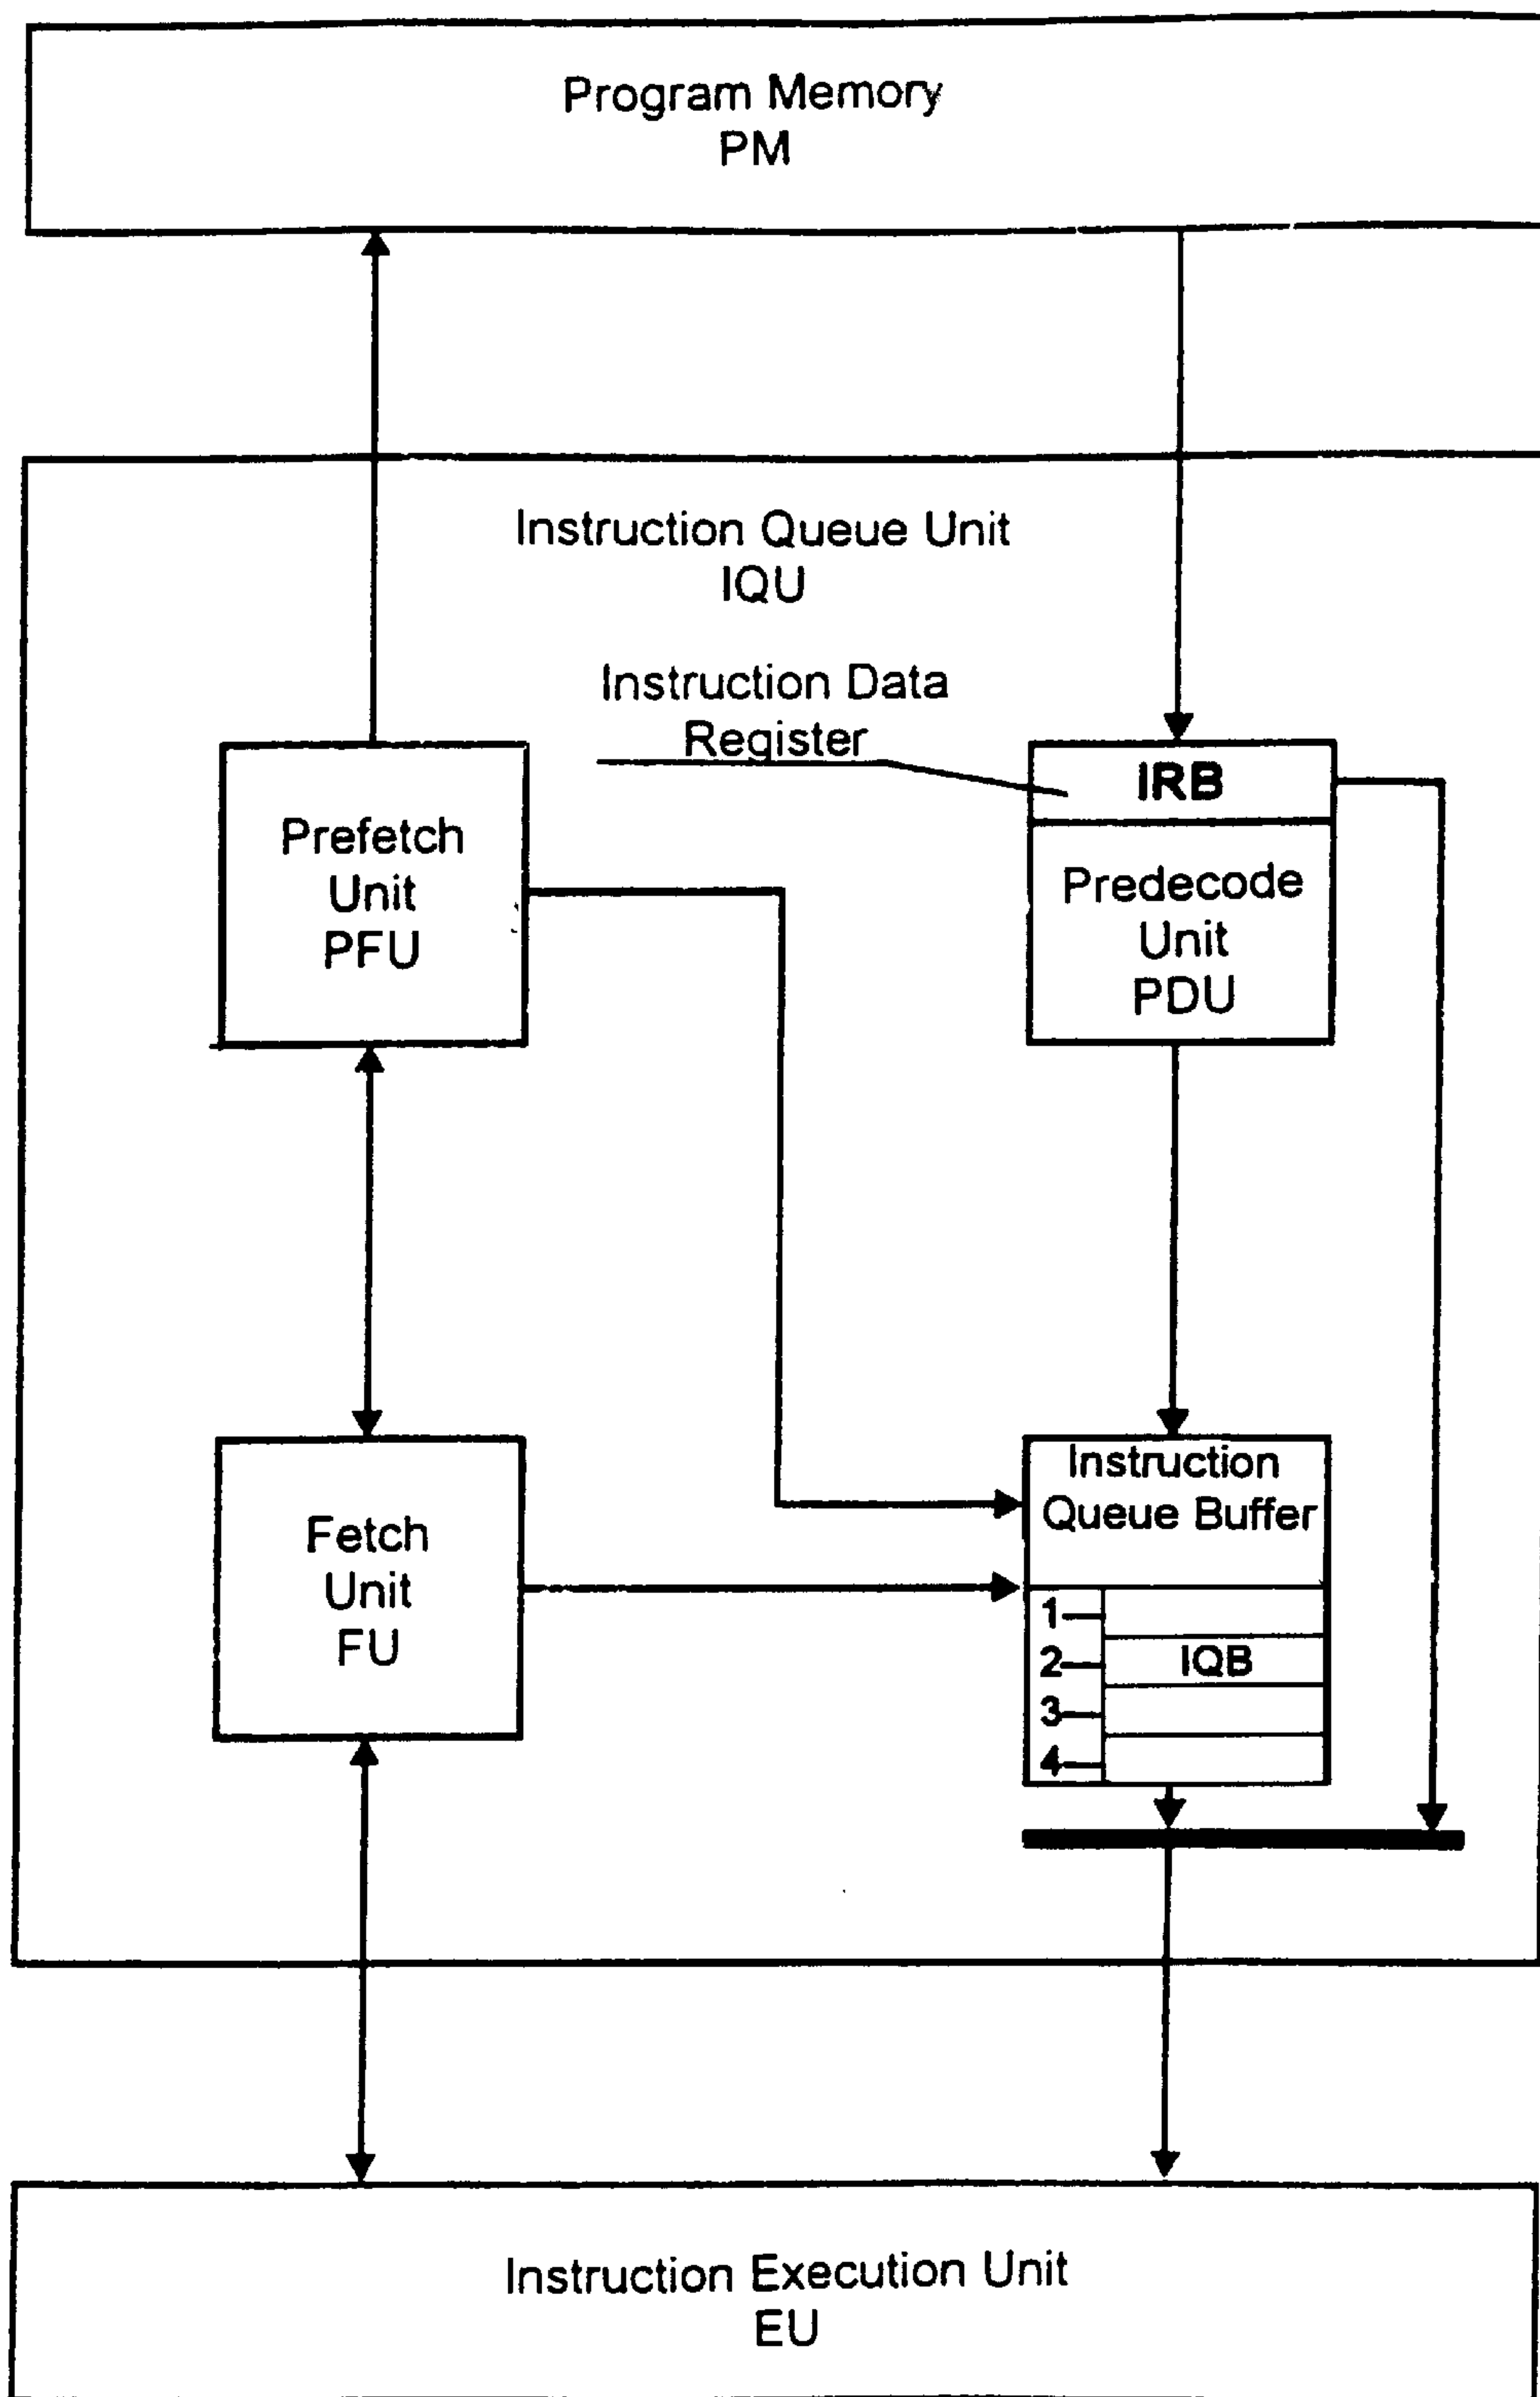 Program Memory
PM
Instruction Queue Unit
IQU
Instruction Data
Register
IRB
Prefetch
Unit
PFU
Predecode
Unit
PDU
Fetch
Unit
FU
Instruction
Queue Buffer
1
2
IQB
3
4
Instruction Execution Unit
EU